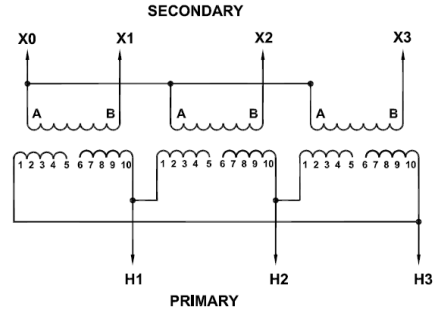 SECONDARY
X0 X1 X2 X3
A B A B A B
1 2 3 4 5 6 7 8 9 10 1 2 3 4 5 6 7 8 9 10 1 2 3 4 5 6 7 8 9 10
H1 H2 H3
PRIMARY